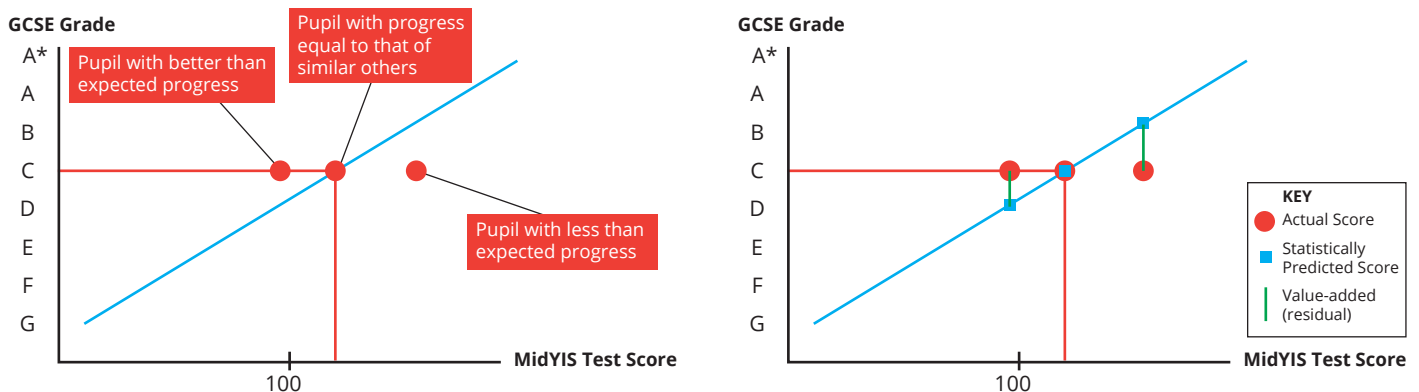 GCSE Grade
A*
A
B
C
D
E
F
G
Pupil with better than
expected progress
Pupil with progress
equal to that of
similar others
Pupil with less than
expected progress
100
MidYIS Test Score
GCSE Grade
A*
A
B
C
D
E
F
G
100
MidYIS Test Score
KEY
Actual Score
Statistically
Predicted Score
Value-added
(residual)